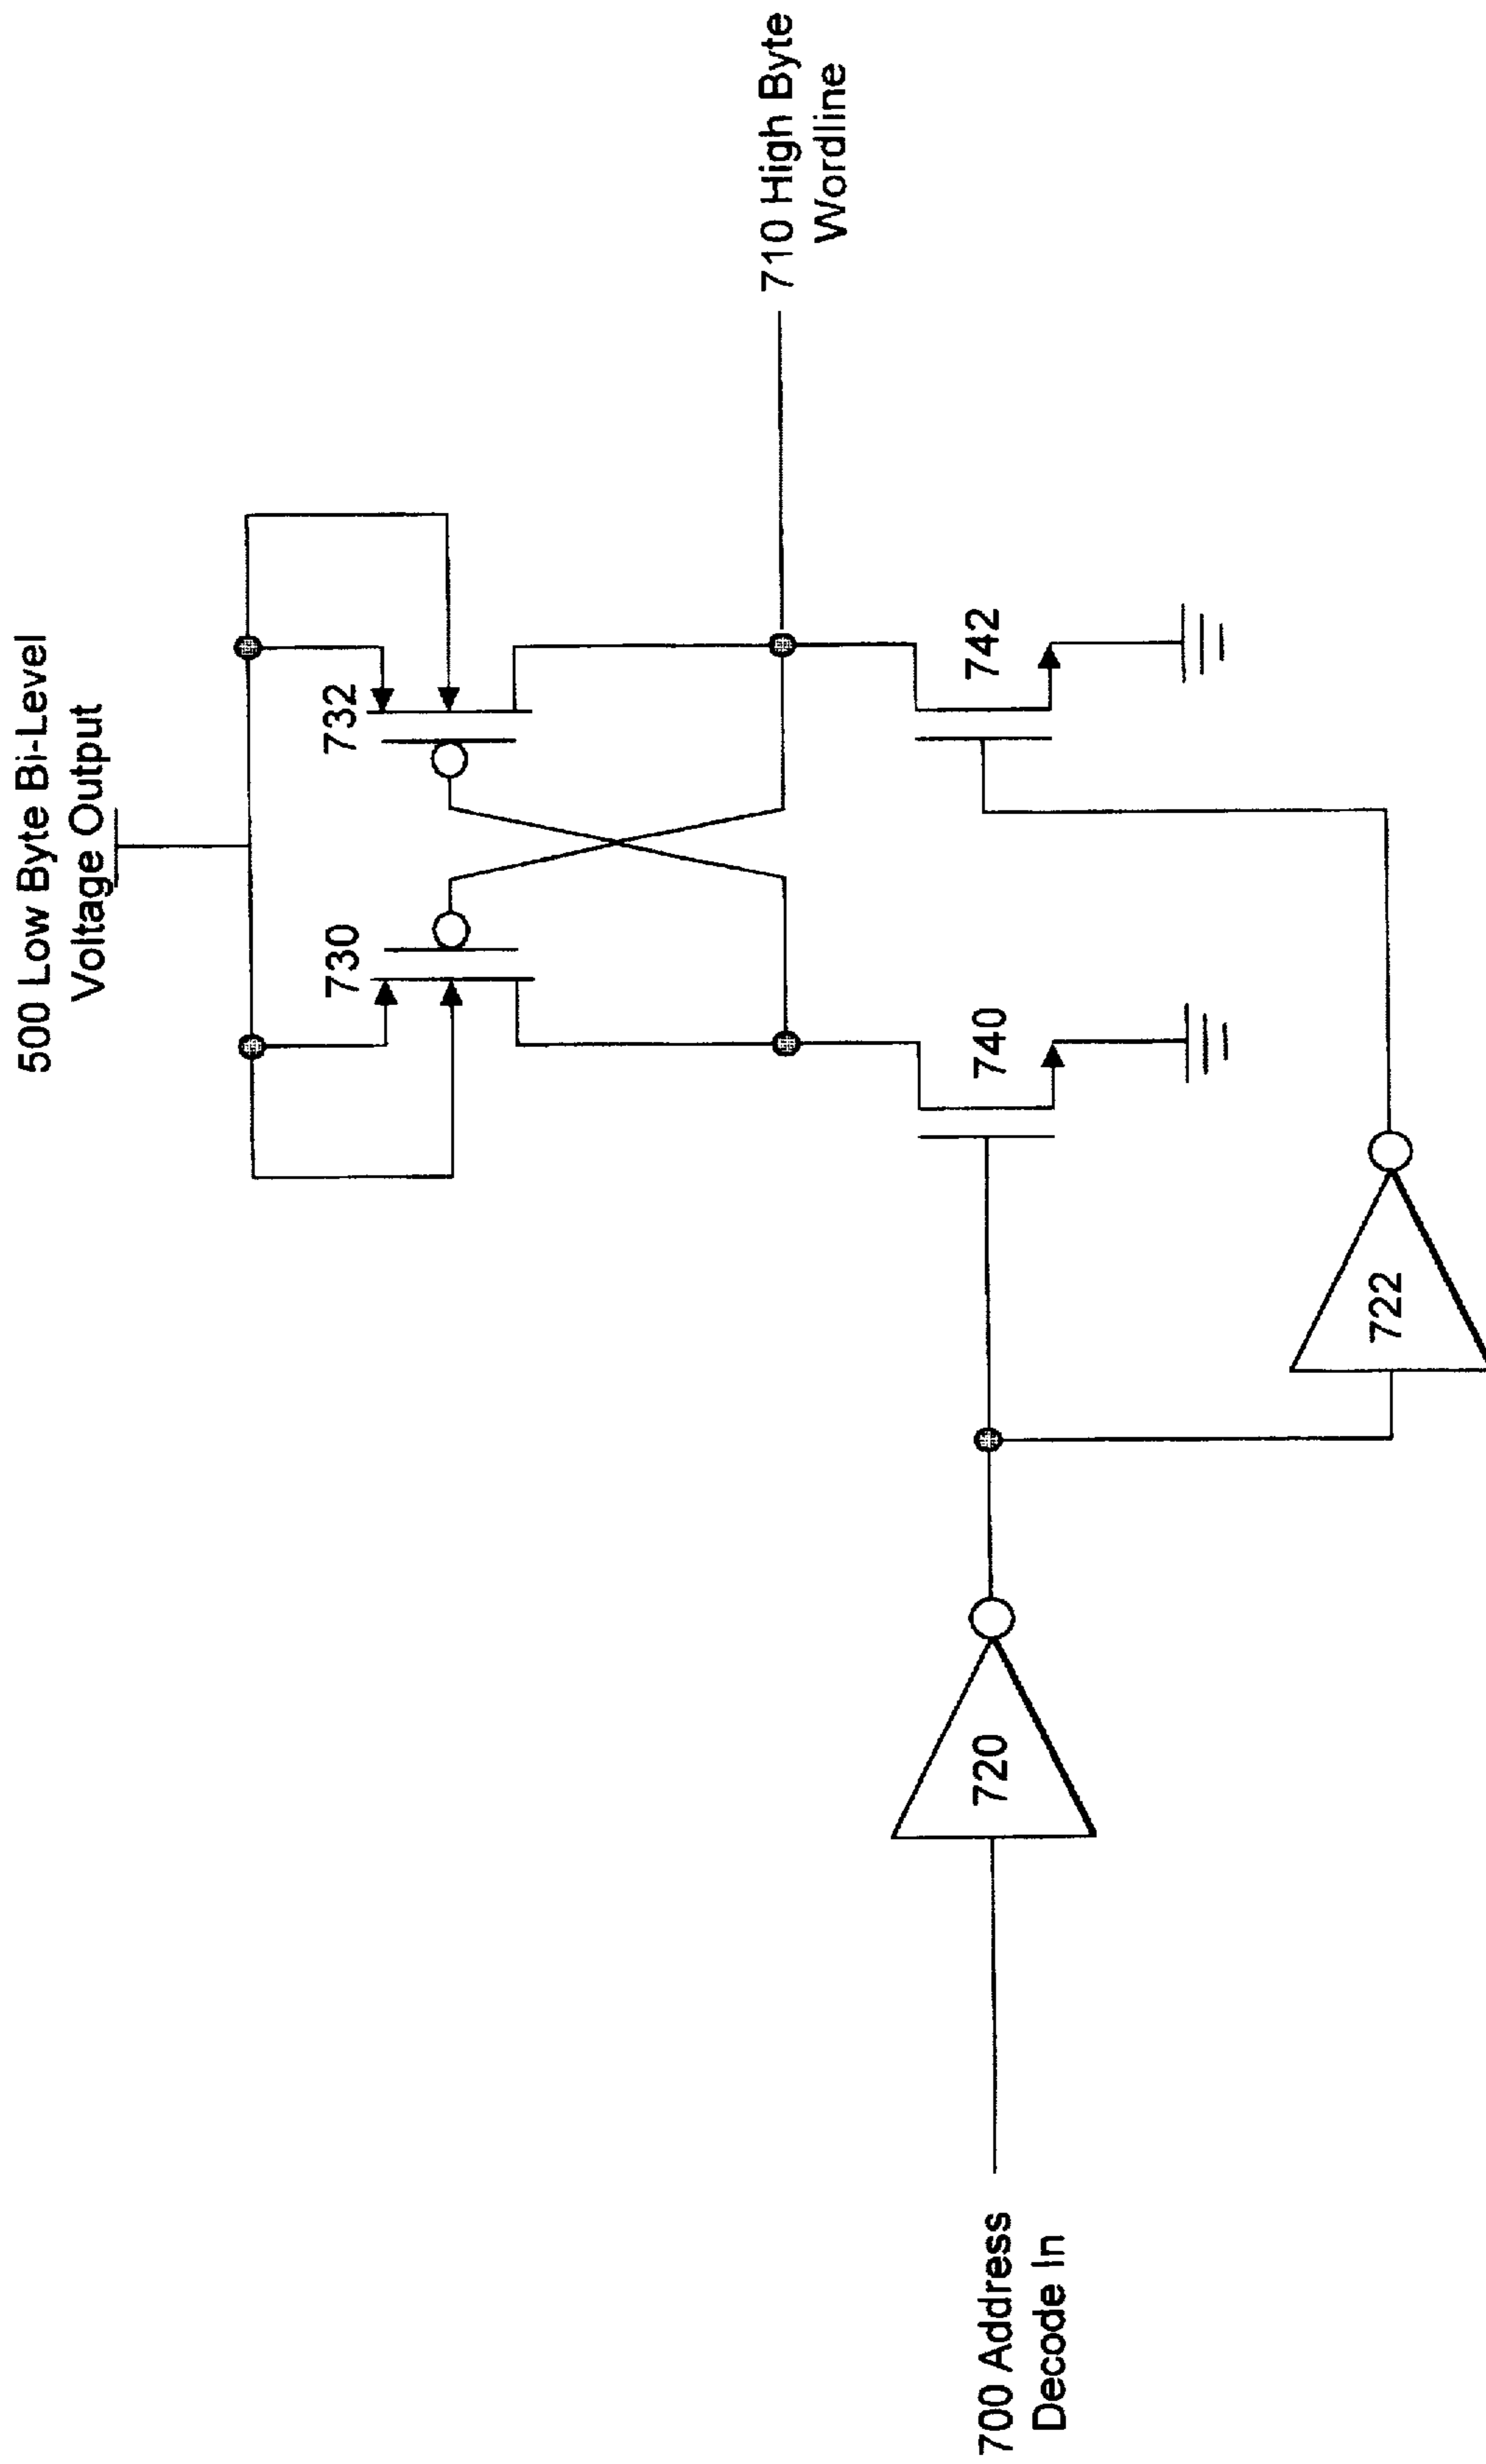 500 Low Byte Bi-Level
Voltage Output
730
732
710 High Byte
Wordline
740
742
700 Address
Decode In
720
722